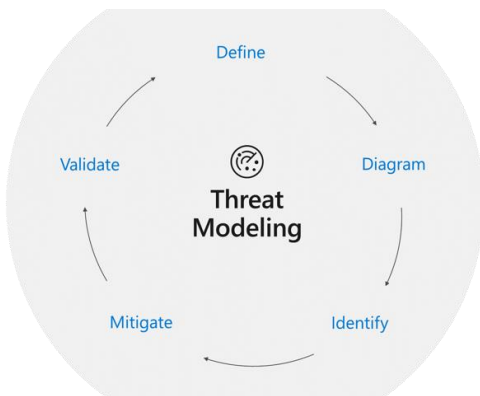 Define
Validate
Diagram
Threat
Modeling
Mitigate
Identify